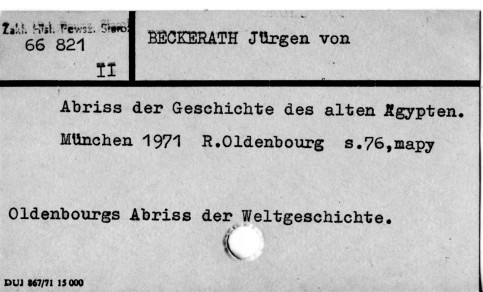 Zakł. Hist. Powsz. Staroż.
66 821
II
BECKERATH Jürgen von
Abriss der Geschichte des alten Ägypten.
München 1971 R.Oldenbourg s.76,mapy
Oldenbourgs Abriss der Weltgeschichte.
DUJ 867/71 15 000